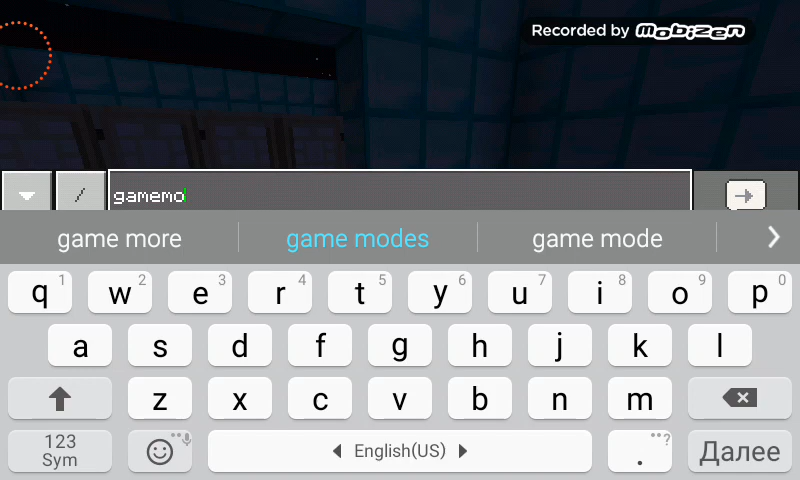 Recorded by Mobizen
/ gamemo
game more game modes game mode
q 1 w 2 e 3 r 4 t 5 y 6 u 7 i 8 o 9 p 0
a s d f g h j k l
z x c v b n m
123 Sym English(US) . ? Далее